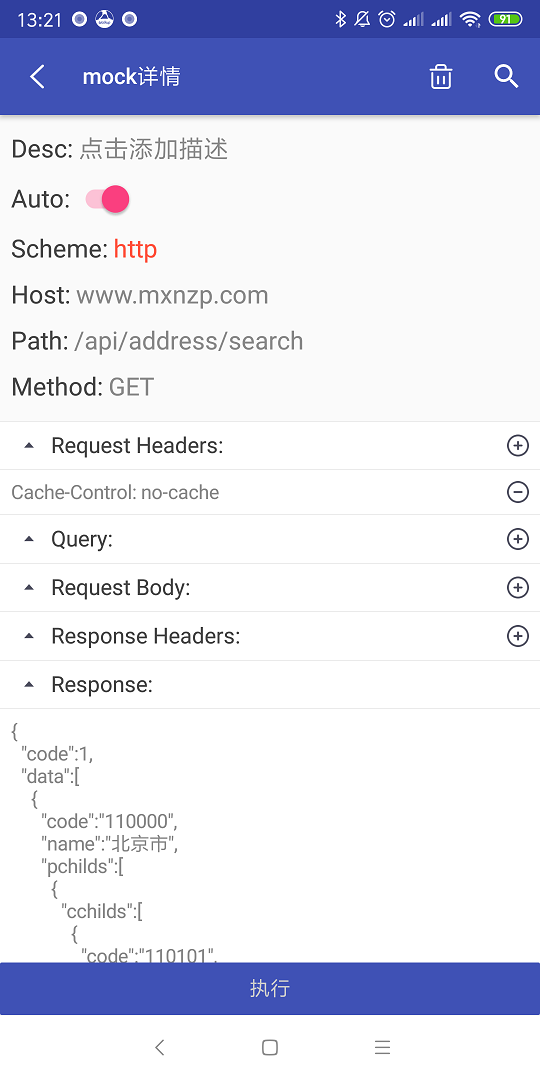 13:21
91
mock详情
Desc: 点击添加描述
Auto:
Scheme: http
Host: www.mxnzp.com
Path: /api/address/search
Method: GET
Request Headers:
Cache-Control: no-cache
Query:
Request Body:
Response Headers:
Response:
{
"code":1,
"data":[
{
"code":"110000",
"name":"北京市",
"pchilds":[
{
"cchilds":[
{
"code":"110101",
执行